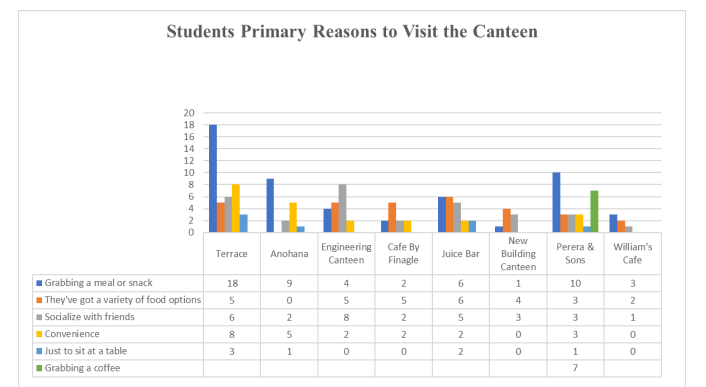 Students Primary Reasons to Visit the Canteen
20
18
16
14
12
10
8
6
4
2
0
Terrace Anohana Engineering Canteen Cafe By Finagle Juice Bar New Building Canteen Perera & Sons William's Cafe
Grabbing a meal or snack 18 9 4 2 6 1 10 3
They've got a variety of food options 5 0 5 5 6 4 3 2
Socialize with friends 6 2 8 2 5 3 3 1
Convenience 8 5 2 2 2 0 3 0
Just to sit at a table 3 1 0 0 2 0 1 0
Grabbing a coffee 7